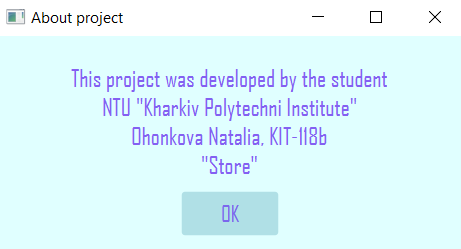 About project
This project was developed by the student
NTU "Kharkiv Polytechni Institute"
Ohonkova Natalia, KIT-118b
"Store"
OK